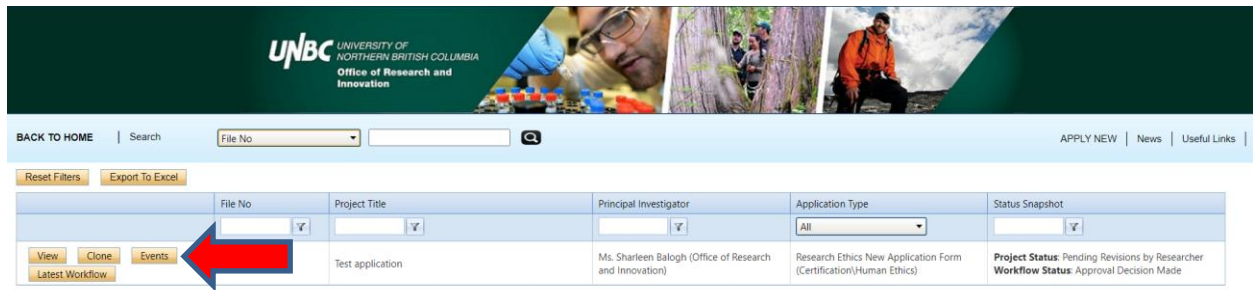 UNBC UNIVERSITY OF
NORTHERN BRITISH COLUMBIA
Office of Research and
Innovation
BACK TO HOME | Search File No APPLY NEW | News | Useful Links |
Reset Filters Export To Excel
File No Project Title Principal Investigator Application Type Status Snapshot
All
View Clone Events
Latest Workflow
Test application
Ms. Sharleen Balogh (Office of Research
and Innovation)
Research Ethics New Application Form
(Certification\Human Ethics)
Project Status: Pending Revisions by Researcher
Workflow Status: Approval Decision Made